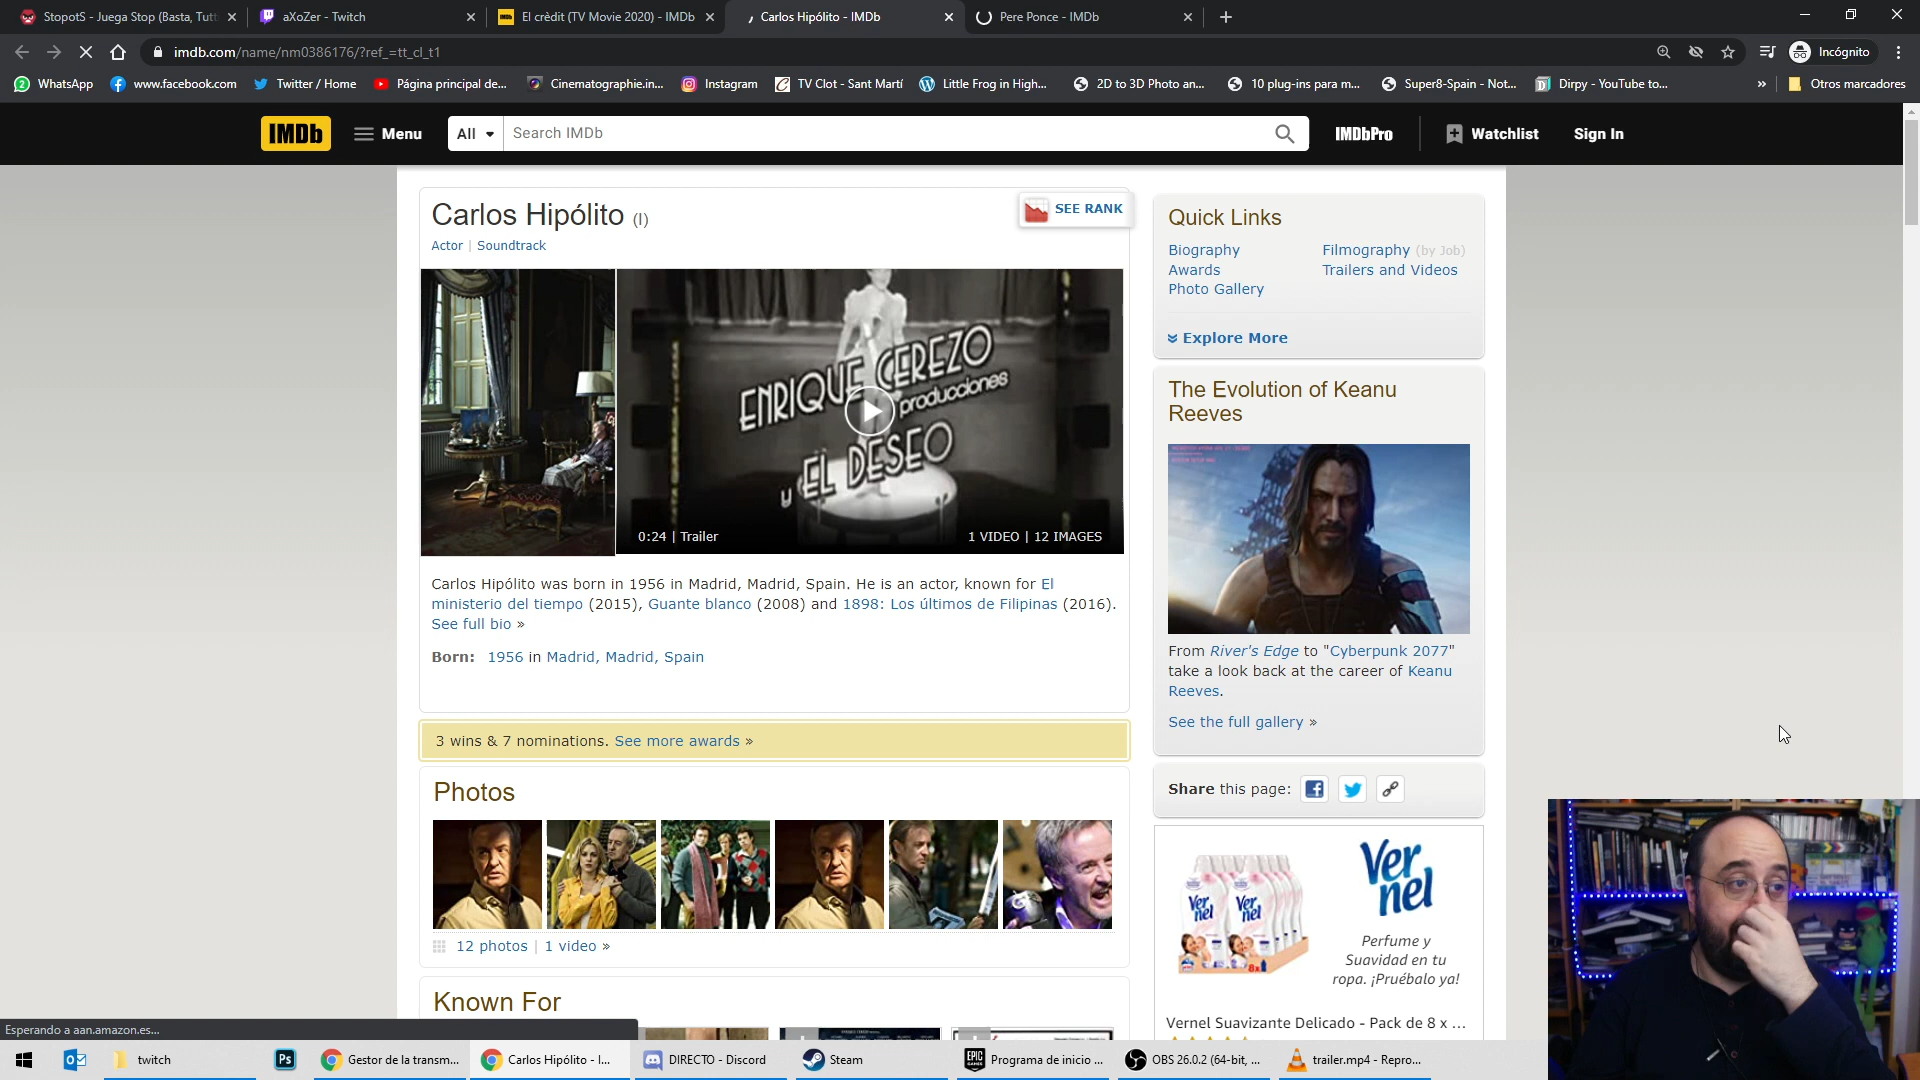 StopotS - Juega Stop (Basta, Tutt
aXoZer - Twitch
El crèdit (TV Movie 2020) - IMDb
Carlos Hipólito - IMDb
Pere Ponce - IMDb
imdb.com/name/nm0386176/?ref_=tt_cl_t1
Incógnito
WhatsApp
www.facebook.com
Twitter / Home
Página principal de...
Cinematographie.in...
Instagram
TV Clot - Sant Martí
Little Frog in High...
2D to 3D Photo an...
10 plug-ins para m...
Super8-Spain - Not...
Dirpy - YouTube to...
»
Otros marcadores
IMDb
Menu
All
Search IMDb
IMDbPro
Watchlist
Sign In
Carlos Hipólito (I)
SEE RANK
Actor | Soundtrack
ENRIQUE CEREZO
producciones
y EL DESEO
0:24 | Trailer
1 VIDEO | 12 IMAGES
Carlos Hipólito was born in 1956 in Madrid, Madrid, Spain. He is an actor, known for El
ministerio del tiempo (2015), Guante blanco (2008) and 1898: Los últimos de Filipinas (2016).
See full bio »
Born: 1956 in Madrid, Madrid, Spain
3 wins & 7 nominations. See more awards »
Photos
12 photos | 1 video »
Known For
Quick Links
Biography
Filmography (by Job)
Awards
Trailers and Videos
Photo Gallery
Explore More
The Evolution of Keanu
Reeves
From River's Edge to "Cyberpunk 2077"
take a look back at the career of Keanu
Reeves.
See the full gallery »
Share this page:
Ver
nel
Ver
nel
Ver
nel
8x
Perfume y
Suavidad en tu
ropa. ¡Pruébalo ya!
Vernel Suavizante Delicado - Pack de 8 x ...
Esperando a aan.amazon.es...
twitch
Ps
Gestor de la transm...
Carlos Hipólito - I...
DIRECTO - Discord
Steam
EPIC
GAMES
Programa de inicio ...
OBS 26.0.2 (64-bit, ...
trailer.mp4 - Repro...